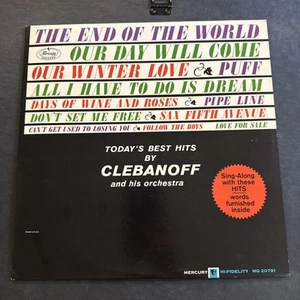 THE END OF THE WORLD
Mercury
OUR DAY WILL COME
OUR WINTER LOVE & PUFF
ALL I HAVE TO DO IS DREAM
DAYS OF WINE AND ROSES & PIPE LINE
DON'T SET ME FREE & SAX FIFTH AVENUE
CAN'T GET USED TO LOSING YOU & FOLLOW THE BOYS LOVE FOR SALE
TODAY'S BEST HITS
BY
CLEBANOFF
and his orchestra
Sing-Along
with these
HITS
words
furnished
inside
MERCURY HI-FIDELITY MG 20791